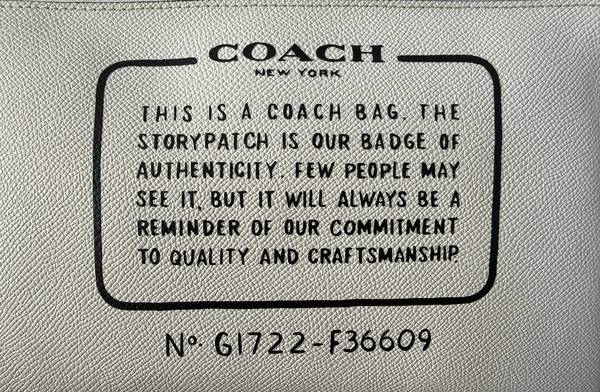 COACH
NEW YORK
THIS IS A COACH BAG. THE
STORYPATCH IS OUR BADGE OF
AUTHENTICITY. FEW PEOPLE MAY
SEE IT, BUT IT WILL ALWAYS BE A
REMINDER OF OUR COMMITMENT
TO QUALITY AND CRAFTSMANSHIP.
Nº. G1722-F36609